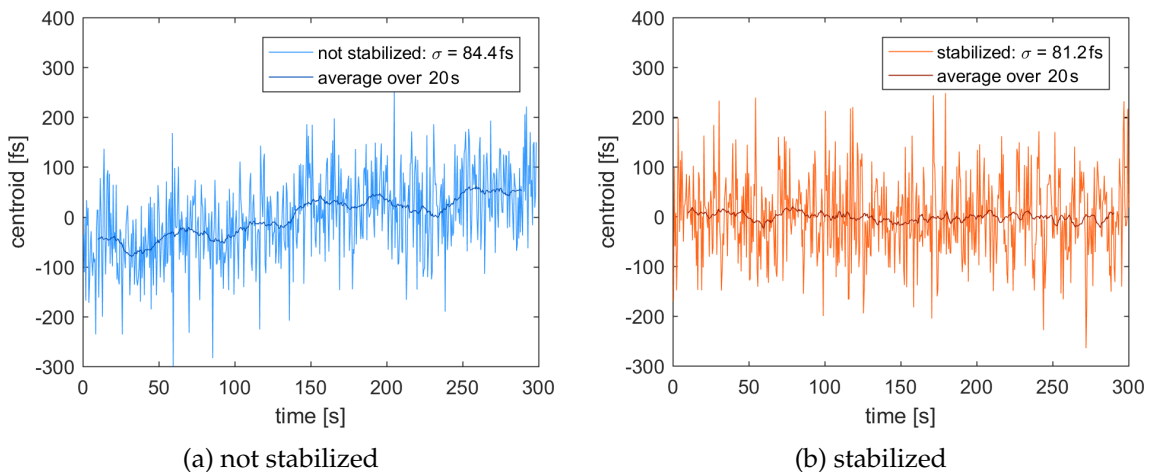 400
300
200
100
0
-100
-200
-300
centroid [fs]
not stabilized: σ = 84.4 fs
average over 20 s
0 50 100 150 200 250 300
time [s]
(a) not stabilized
400
300
200
100
0
-100
-200
-300
centroid [fs]
stabilized: σ = 81.2 fs
average over 20 s
0 50 100 150 200 250 300
time [s]
(b) stabilized